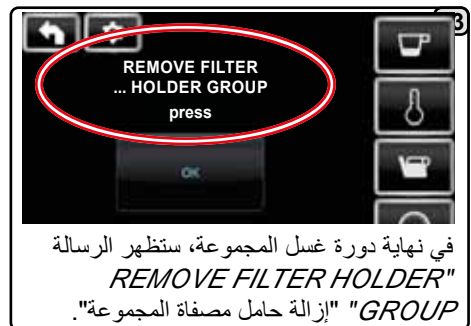 3
REMOVE FILTER
... HOLDER GROUP
press
OK
في نهاية دورة غسل المجموعة، ستظهر الرسالة
"REMOVE FILTER HOLDER
GROUP" "إزالة حامل مصفاة المجموعة".